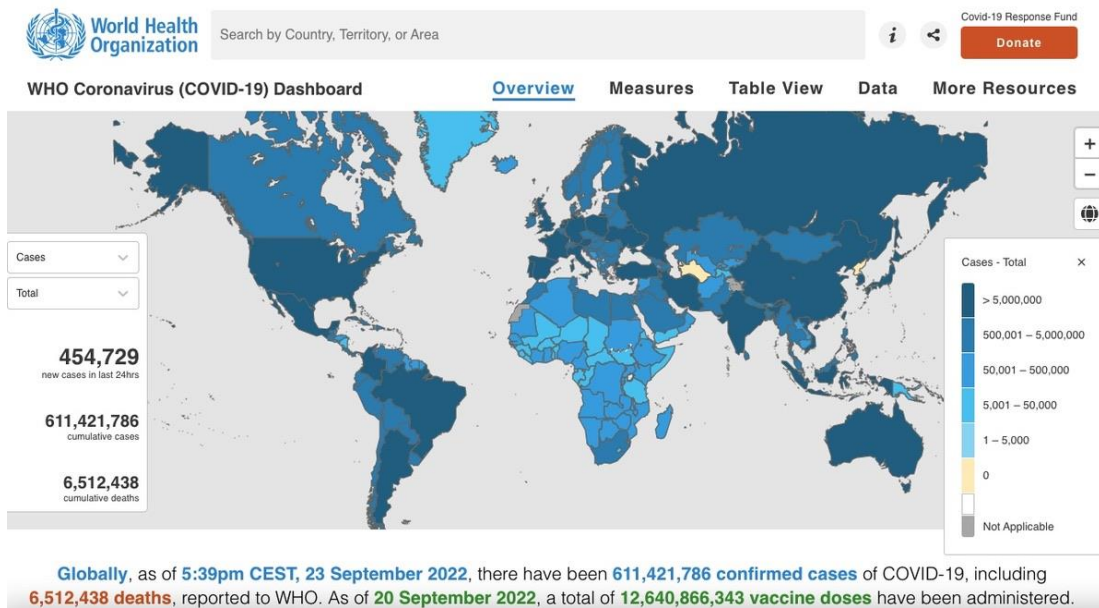 World Health
Organization
Search by Country, Territory, or Area
i
Covid-19 Response Fund
Donate
WHO Coronavirus (COVID-19) Dashboard
Overview
Measures
Table View
Data
More Resources
+
−
Cases
Total
454,729
new cases in last 24hrs
611,421,786
cumulative cases
6,512,438
cumulative deaths
Cases - Total
×
> 5,000,000
500,001 – 5,000,000
50,001 – 500,000
5,001 – 50,000
1 – 5,000
0
Not Applicable
Globally, as of 5:39pm CEST, 23 September 2022, there have been 611,421,786 confirmed cases of COVID-19, including
6,512,438 deaths, reported to WHO. As of 20 September 2022, a total of 12,640,866,343 vaccine doses have been administered.